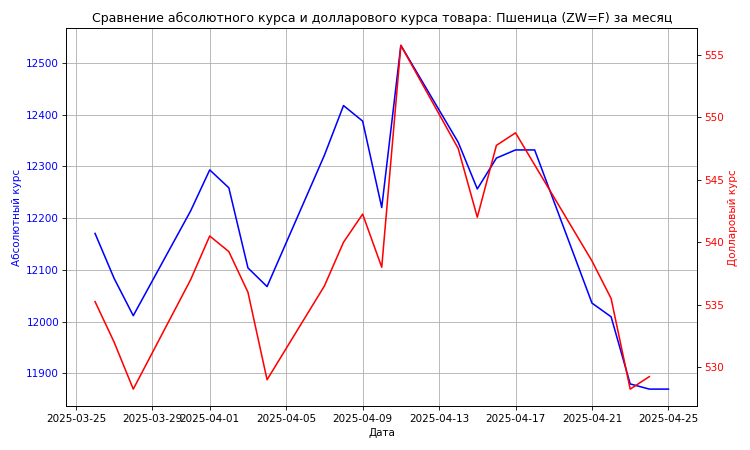 Сравнение абсолютного курса и долларового курса товара: Пшеница (ZW=F) за месяц
Абсолютный курс
12500
12400
12300
12200
12100
12000
11900
555
550
545
540
535
530
Долларовый курс
2025-03-25 2025-03-29 2025-04-01 2025-04-05 2025-04-09 2025-04-13 2025-04-17 2025-04-21 2025-04-25
Дата